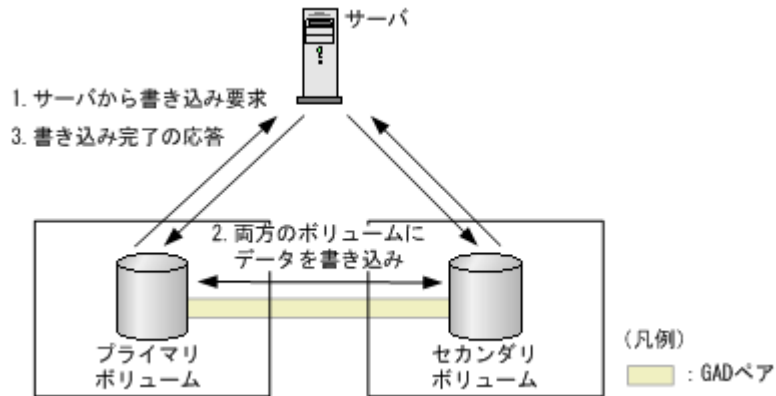 サーバ
1. サーバから書き込み要求
3. 書き込み完了の応答
2. 両方のボリュームに
データを書き込み
プライマリ
ボリューム
セカンダリ
ボリューム
(凡例)
: GADペア